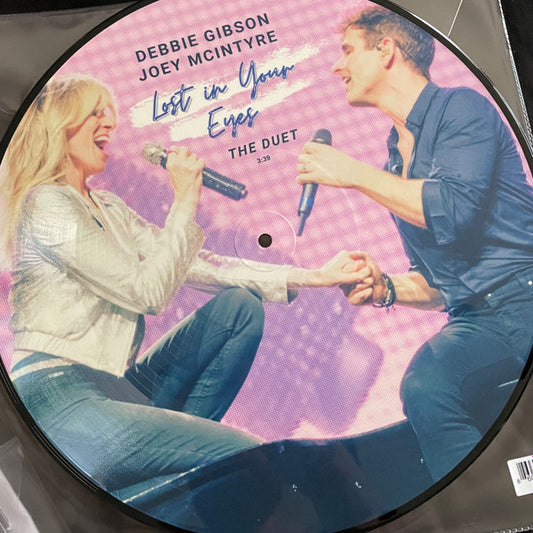 DEBBIE GIBSON
JOEY MCINTYRE
Lost in Your
Eyes
THE DUET
3:39